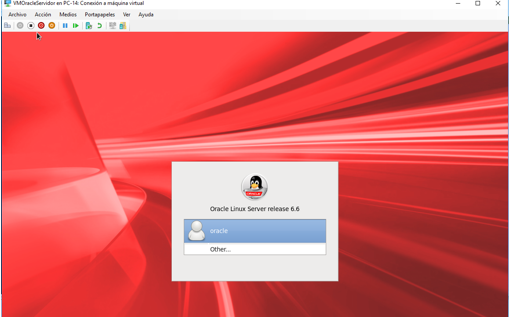 VMOracleServidor en PC-14: Conexión a máquina virtual
Archivo Acción Medios Portapapeles Ver Ayuda
Oracle Linux Server release 6.6
oracle
Other...